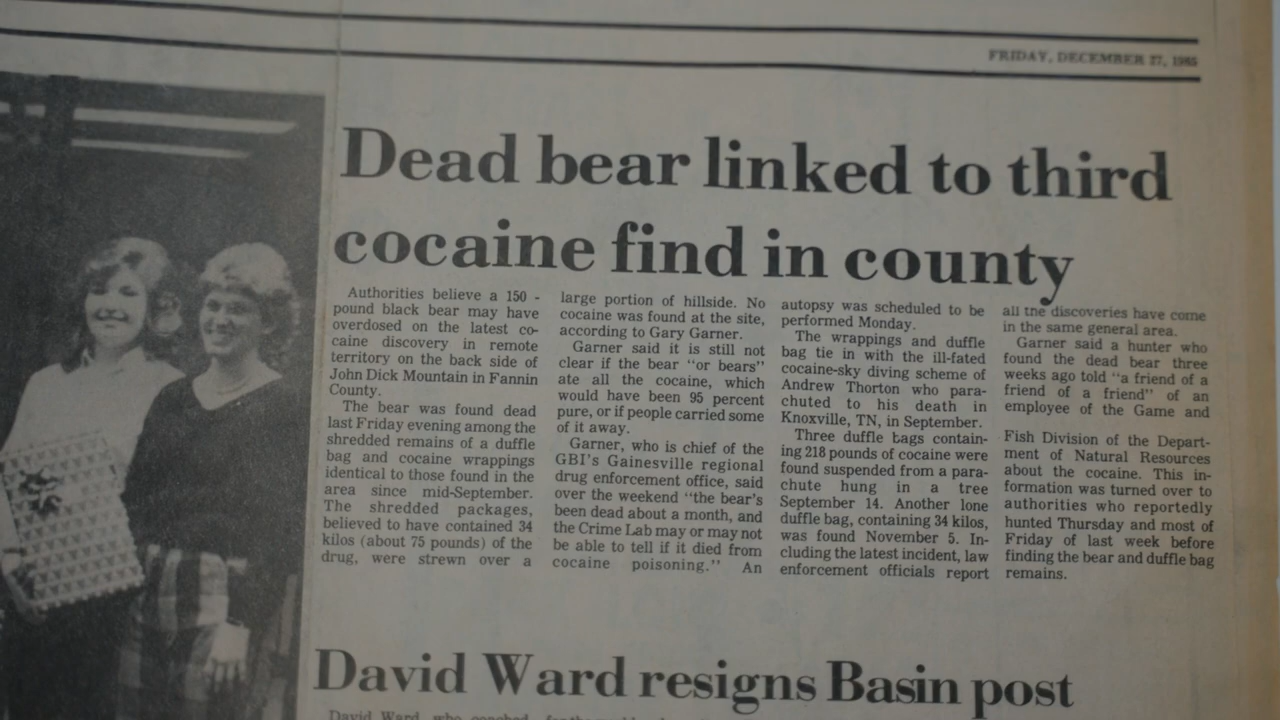 FRIDAY, DECEMBER 27, 1985
Dead bear linked to third
cocaine find in county
Authorities believe a 150 -
pound black bear may have
overdosed on the latest co-
caine discovery in remote
territory on the back side of
John Dick Mountain in Fannin
County.
The bear was found dead
last Friday evening among the
shredded remains of a duffle
bag and cocaine wrappings
identical to those found in the
area since mid-September.
The shredded packages,
believed to have contained 34
kilos (about 75 pounds) of the
drug, were strewn over a
large portion of hillside. No
cocaine was found at the site,
according to Gary Garner.
Garner said it is still not
clear if the bear "or bears"
ate all the cocaine, which
would have been 95 percent
pure, or if people carried some
of it away.
Garner, who is chief of the
GBI's Gainesville regional
drug enforcement office, said
over the weekend "the bear's
been dead about a month, and
the Crime Lab may or may not
be able to tell if it died from
cocaine poisoning." An
autopsy was scheduled to be
performed Monday.
The wrappings and duffle
bag tie in with the ill-fated
cocaine-sky diving scheme of
Andrew Thorton who para-
chuted to his death in
Knoxville, TN, in September.
Three duffle bags contain-
ing 218 pounds of cocaine were
found suspended from a para-
chute hung in a tree
September 14. Another lone
duffle bag, containing 34 kilos,
was found November 5. In-
cluding the latest incident, law
enforcement officials report
all the discoveries have come
in the same general area.
Garner said a hunter who
found the dead bear three
weeks ago told "a friend of a
friend of a friend" of an
employee of the Game and
Fish Division of the Depart-
ment of Natural Resources
about the cocaine. This in-
formation was turned over to
authorities who reportedly
hunted Thursday and most of
Friday of last week before
finding the bear and duffle bag
remains.
David Ward resigns Basin post
David Ward, who coached